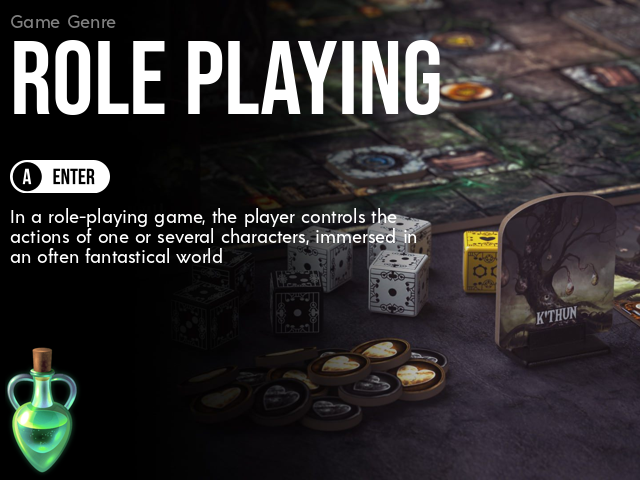 Game Genre
ROLE PLAYING
A ENTER
In a role-playing game, the player controls the
actions of one or several characters, immersed in
an often fantastical world
K'THUN